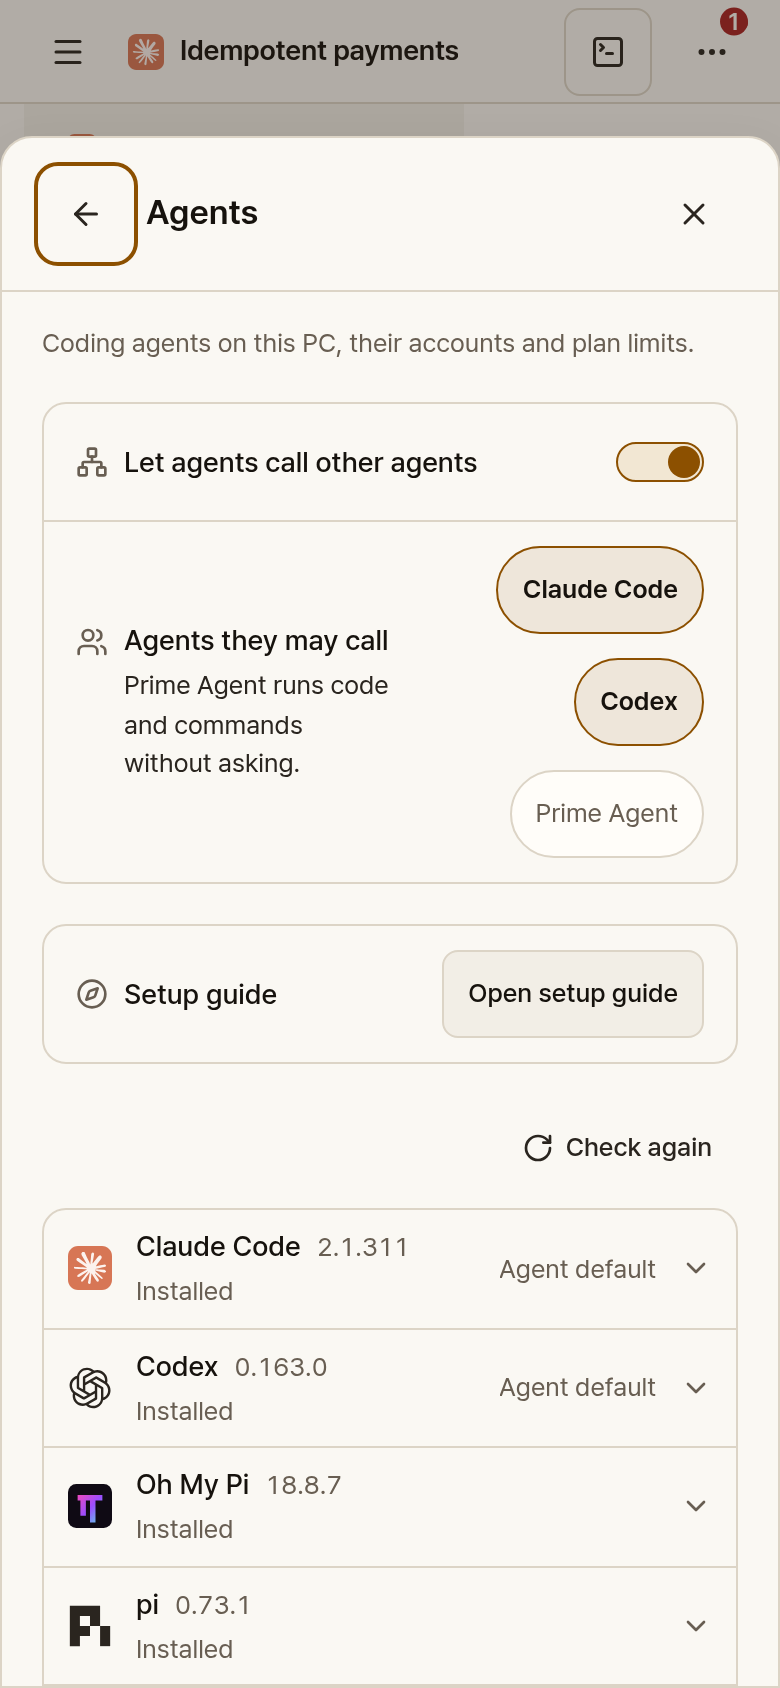 Idempotent payments
1
Agents
Coding agents on this PC, their accounts and plan limits.
Let agents call other agents
Agents they may call
Prime Agent runs code
and commands
without asking.
Claude Code
Codex
Prime Agent
Setup guide
Open setup guide
Check again
Claude Code 2.1.311
Installed
Agent default
Codex 0.163.0
Installed
Agent default
Oh My Pi 18.8.7
Installed
pi 0.73.1
Installed